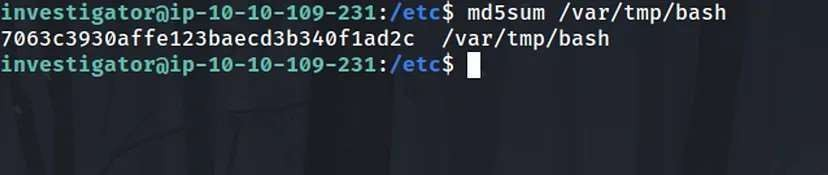 investigator@ip-10-10-109-231:/etc$ md5sum /var/tmp/bash
7063c3930affe123baecd3b340f1ad2c  /var/tmp/bash
investigator@ip-10-10-109-231:/etc$